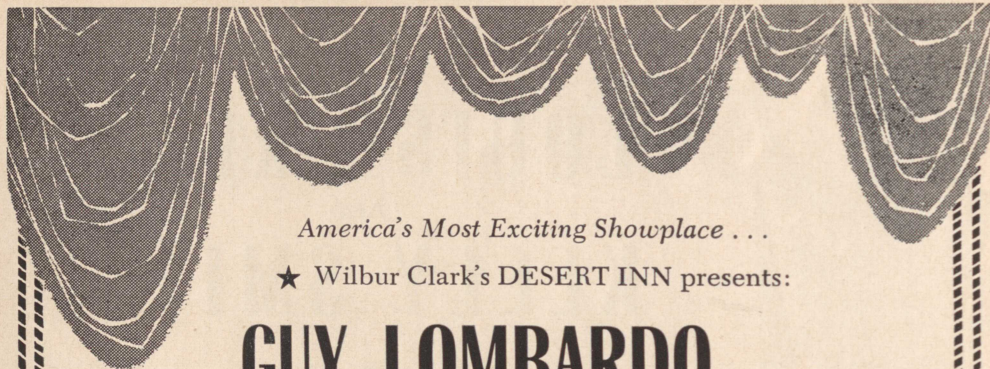 America's Most Exciting Showplace . . .
★ Wilbur Clark's DESERT INN presents:
GUY LOMBARDO